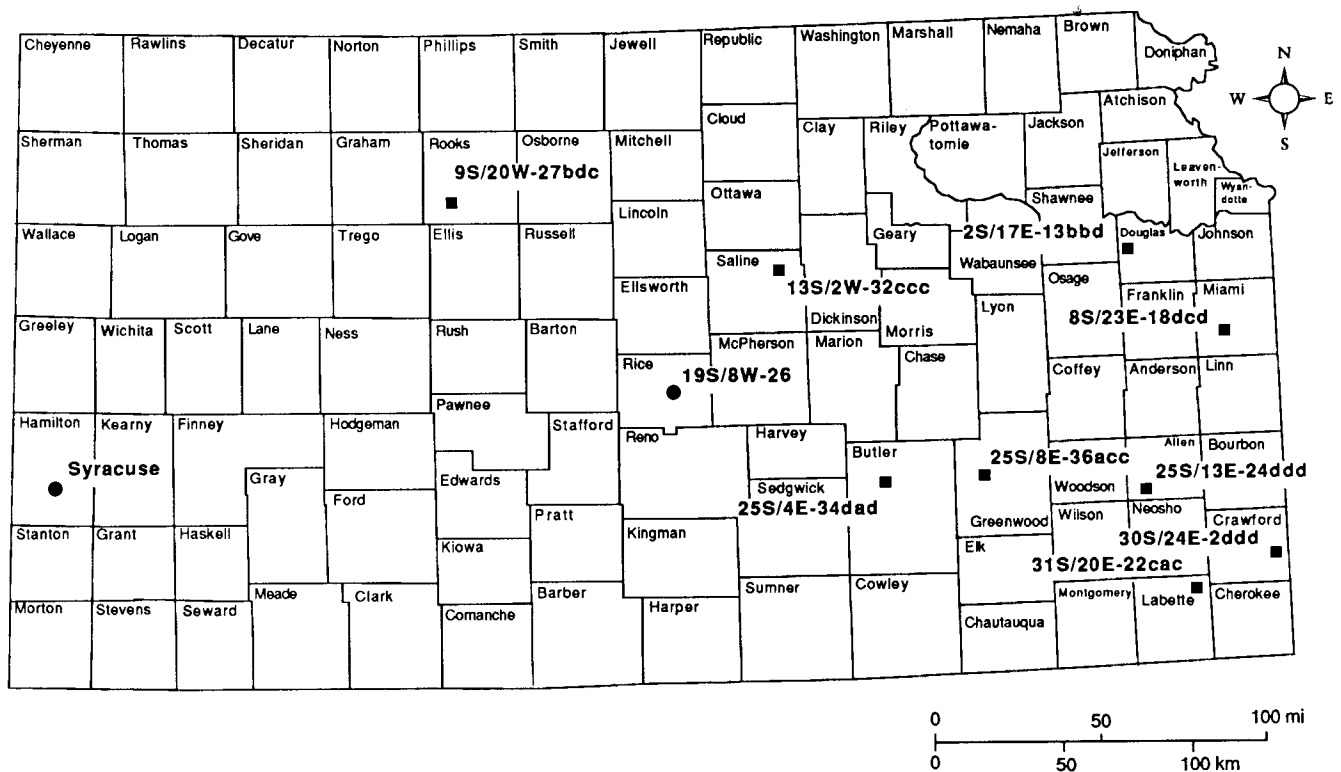 Cheyenne
Rawlins
Decatur
Norton
Phillips
Smith
Jewell
Republic
Washington
Marshall
Nemaha
Brown
Doniphan
N
W
E
S
Sherman
Thomas
Sheridan
Graham
Rooks
Osborne
Mitchell
Cloud
Clay
Riley
Pottawa-
tomie
Jackson
Atchison
Jefferson
Leaven-
worth
Wyan-
dotte
9S/20W-27bdc
Ottawa
Lincoln
Shawnee
Wallace
Logan
Gove
Trego
Ellis
Russell
Geary
2S/17E-13bbd
Douglas
Johnson
Saline
Wabaunsee
Osage
Ellsworth
13S/2W-32ccc
Lyon
Franklin
Miami
8S/23E-18dcd
Greeley
Wichita
Scott
Lane
Ness
Rush
Barton
Dickinson
Morris
McPherson
Marion
Chase
Rice
19S/8W-26
Coffey
Anderson
Linn
Pawnee
Hamilton
Kearny
Finney
Hodgeman
Stafford
Reno
Harvey
Butler
Allen
Bourbon
Syracuse
25S/8E-36acc
25S/13E-24ddd
Gray
Edwards
Sedgwick
Woodson
Ford
25S/4E-34dad
Pratt
Greenwood
Wilson
Neosho
Crawford
Stanton
Grant
Haskell
Kiowa
Kingman
Elk
30S/24E-2ddd
31S/20E-22cac
Meade
Clark
Barber
Sumner
Cowley
Montgomery
Labette
Cherokee
Morton
Stevens
Seward
Comanche
Harper
Chautauqua
0 50 100 mi
0 50 100 km